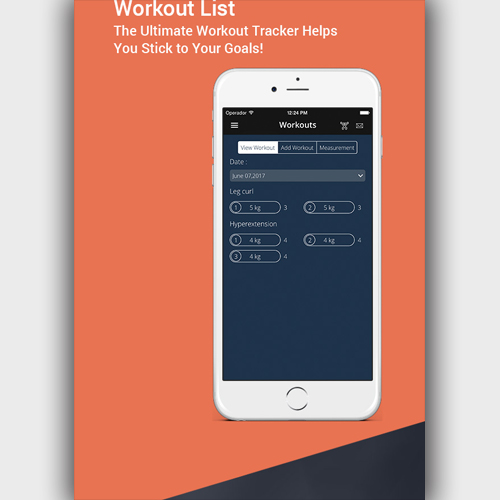 Workout List
The Ultimate Workout Tracker Helps
You Stick to Your Goals!
Operador 12:24 PM
Workouts
View Workout Add Workout Measurement
Date :
June 07,2017
Leg curl
1 5 kg 3 2 5 kg 3
Hyperextension
1 4 kg 4 2 4 kg 4
3 4 kg 4